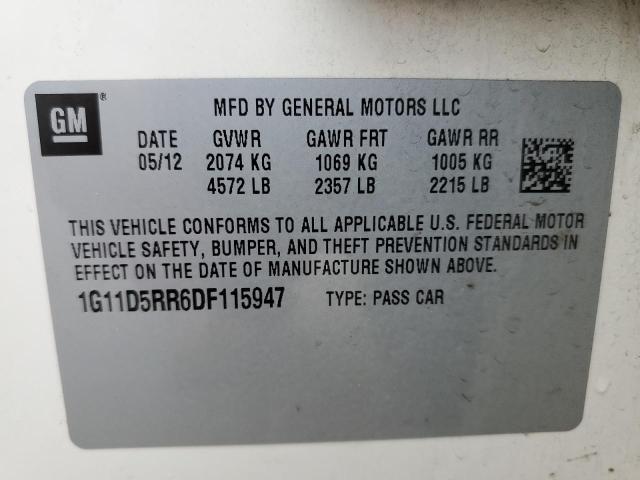 GM ®
MFD BY GENERAL MOTORS LLC
DATE GVWR GAWR FRT GAWR RR
05/12 2074 KG 1069 KG 1005 KG
4572 LB 2357 LB 2215 LB
THIS VEHICLE CONFORMS TO ALL APPLICABLE U.S. FEDERAL MOTOR
VEHICLE SAFETY, BUMPER, AND THEFT PREVENTION STANDARDS IN
EFFECT ON THE DATE OF MANUFACTURE SHOWN ABOVE.
1G11D5RR6DF115947 TYPE: PASS CAR